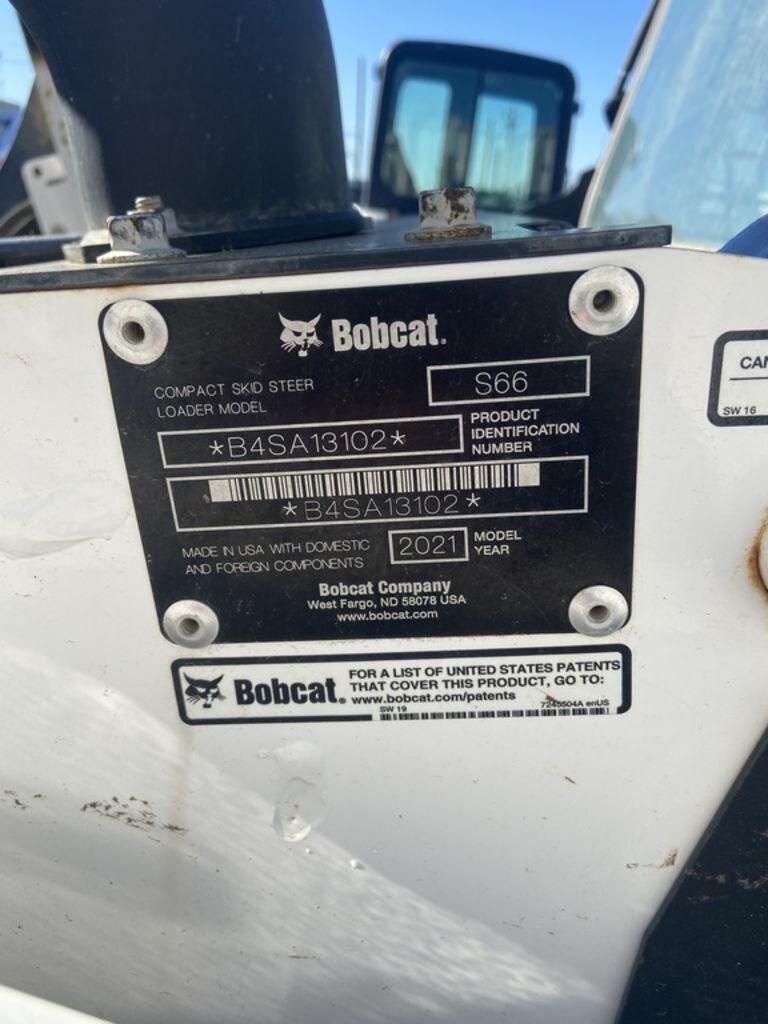 Bobcat®
COMPACT SKID STEER
LOADER MODEL
S66
*B4SA13102*
PRODUCT
IDENTIFICATION
NUMBER
*B4SA13102*
MADE IN USA WITH DOMESTIC
AND FOREIGN COMPONENTS
2021
MODEL
YEAR
Bobcat Company
West Fargo, ND 58078 USA
www.bobcat.com
Bobcat®
FOR A LIST OF UNITED STATES PATENTS
THAT COVER THIS PRODUCT, GO TO:
www.bobcat.com/patents
SW 19
enUS
CAN
SW 16